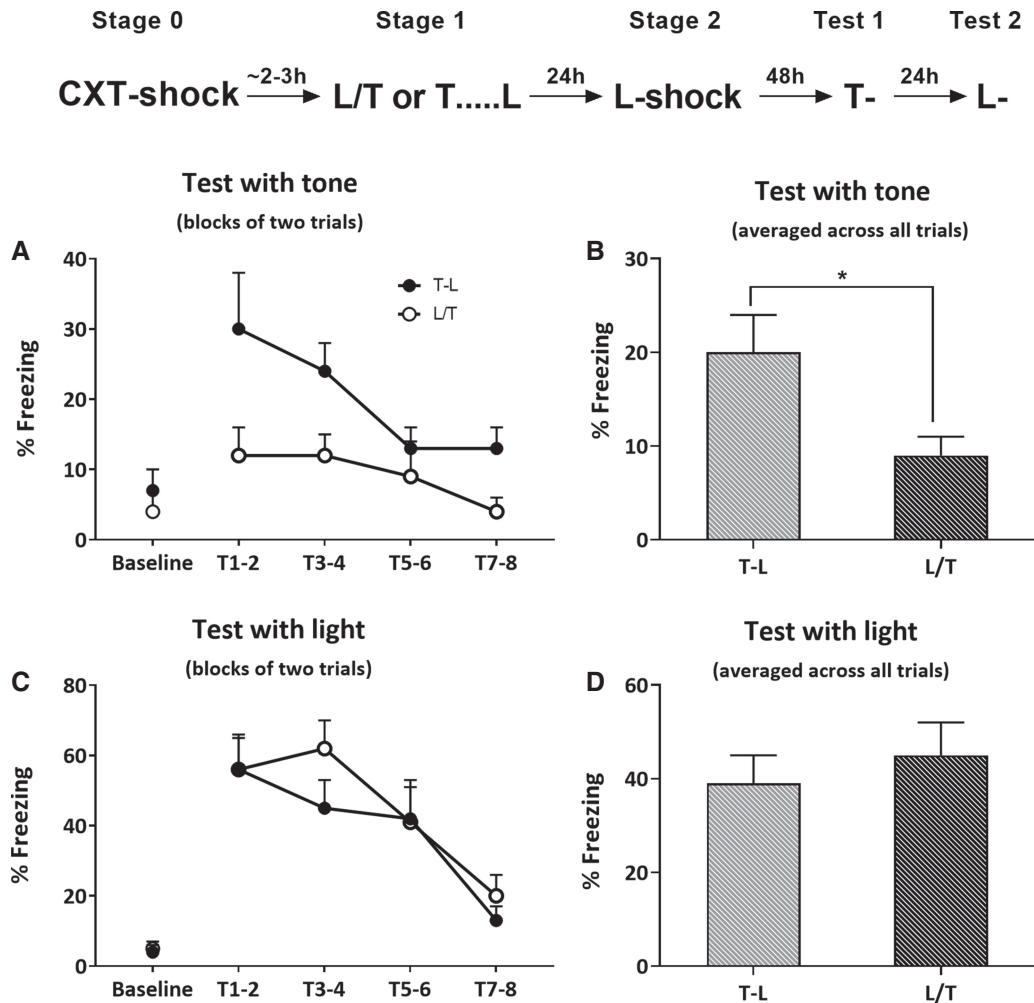 Stage 0 Stage 1 Stage 2 Test 1 Test 2
CXT-shock ~2-3h L/T or T.....L 24h L-shock 48h T- 24h L-
Test with tone
(blocks of two trials)
A
% Freezing
40
30
20
10
0
T-L
L/T
Baseline T1-2 T3-4 T5-6 T7-8
Test with tone
(averaged across all trials)
B
% Freezing
30
20
10
0
*
T-L L/T
Test with light
(blocks of two trials)
C
% Freezing
80
60
40
20
0
Baseline T1-2 T3-4 T5-6 T7-8
Test with light
(averaged across all trials)
D
% Freezing
60
40
20
0
T-L L/T